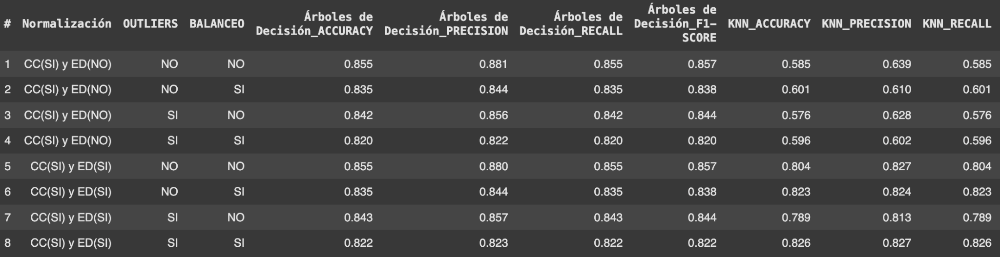 # Normalización OUTLIERS BALANCEO Árboles de Decisión_ACCURACY Árboles de Decisión_PRECISION Árboles de Decisión_RECALL Árboles de Decisión_F1-SCORE KNN_ACCURACY KNN_PRECISION KNN_RECALL
1 CC(SI) y ED(NO) NO NO 0.855 0.881 0.855 0.857 0.585 0.639 0.585
2 CC(SI) y ED(NO) NO SI 0.835 0.844 0.835 0.838 0.601 0.610 0.601
3 CC(SI) y ED(NO) SI NO 0.842 0.856 0.842 0.844 0.576 0.628 0.576
4 CC(SI) y ED(NO) SI SI 0.820 0.822 0.820 0.820 0.596 0.602 0.596
5 CC(SI) y ED(SI) NO NO 0.855 0.880 0.855 0.857 0.804 0.827 0.804
6 CC(SI) y ED(SI) NO SI 0.835 0.844 0.835 0.838 0.823 0.824 0.823
7 CC(SI) y ED(SI) SI NO 0.843 0.857 0.843 0.844 0.789 0.813 0.789
8 CC(SI) y ED(SI) SI SI 0.822 0.823 0.822 0.822 0.826 0.827 0.826